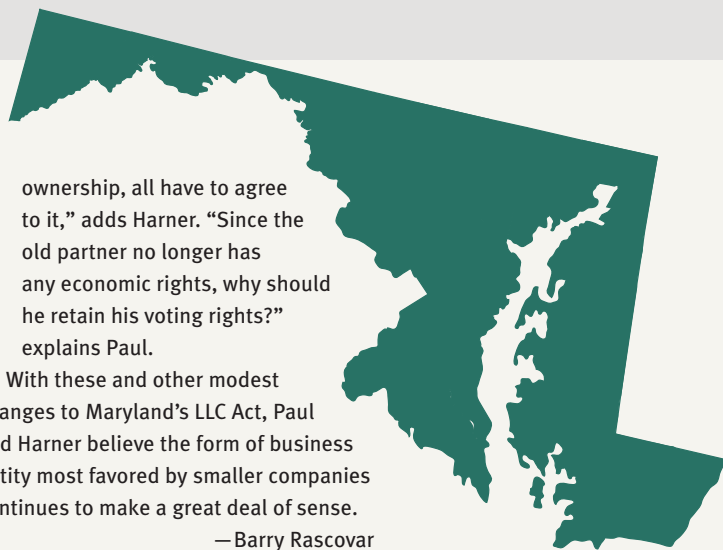 ownership, all have to agree
to it,” adds Harner. “Since the
old partner no longer has
any economic rights, why should
he retain his voting rights?”
explains Paul.
With these and other modest
anges to Maryland’s LLC Act, Paul
d Harner believe the form of business
tity most favored by smaller companies
ntinues to make a great deal of sense.
—Barry Rascovar